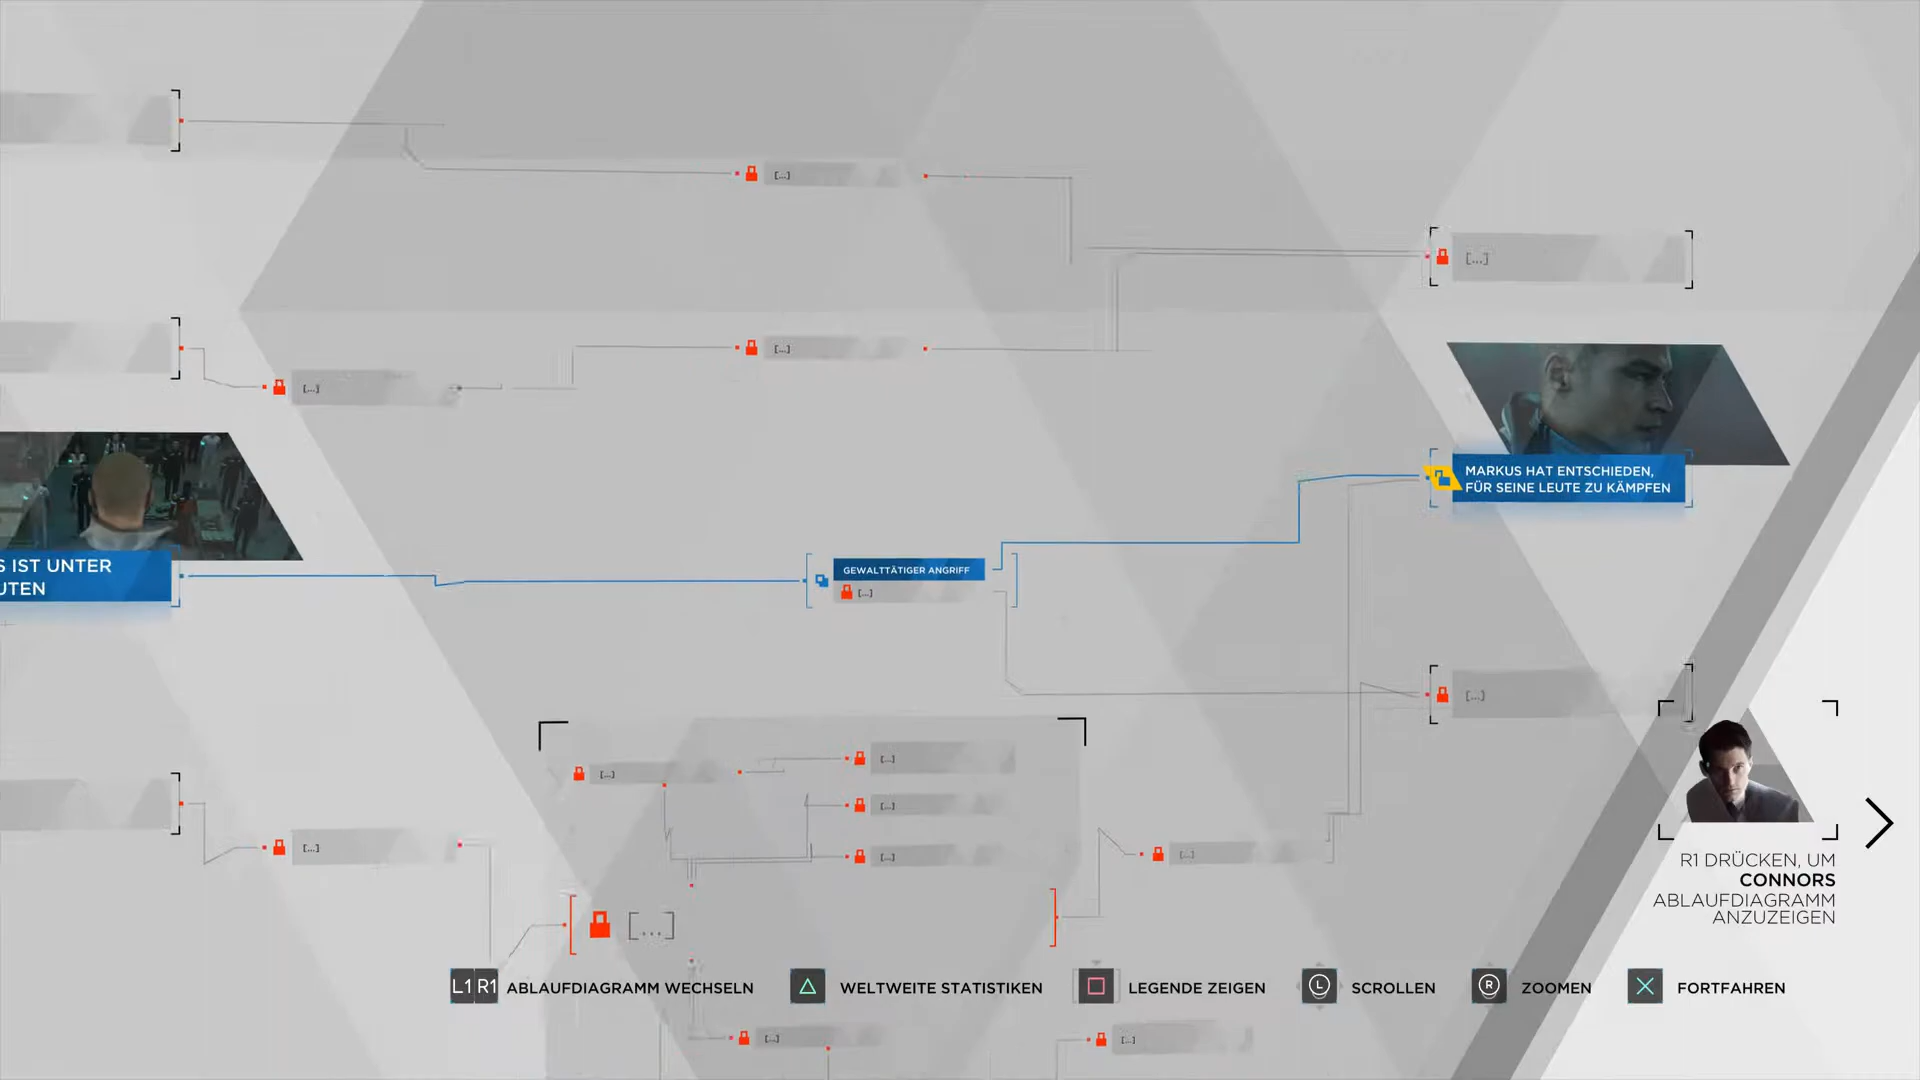 [...]
[...]
[...]
[...]
MARKUS HAT ENTSCHIEDEN,
FÜR SEINE LEUTE ZU KÄMPFEN
S IST UNTER
UTEN
GEWALTTÄTIGER ANGRIFF
[...]
[...]
[...]
[...]
[...]
[...]
[...]
[...]
[...]
R1 DRÜCKEN, UM
CONNORS
ABLAUFDIAGRAMM
ANZUZEIGEN
L1 R1 ABLAUFDIAGRAMM WECHSELN
WELTWEITE STATISTIKEN
LEGENDE ZEIGEN
L SCROLLEN
R ZOOMEN
FORTFAHREN
[...]
[...]